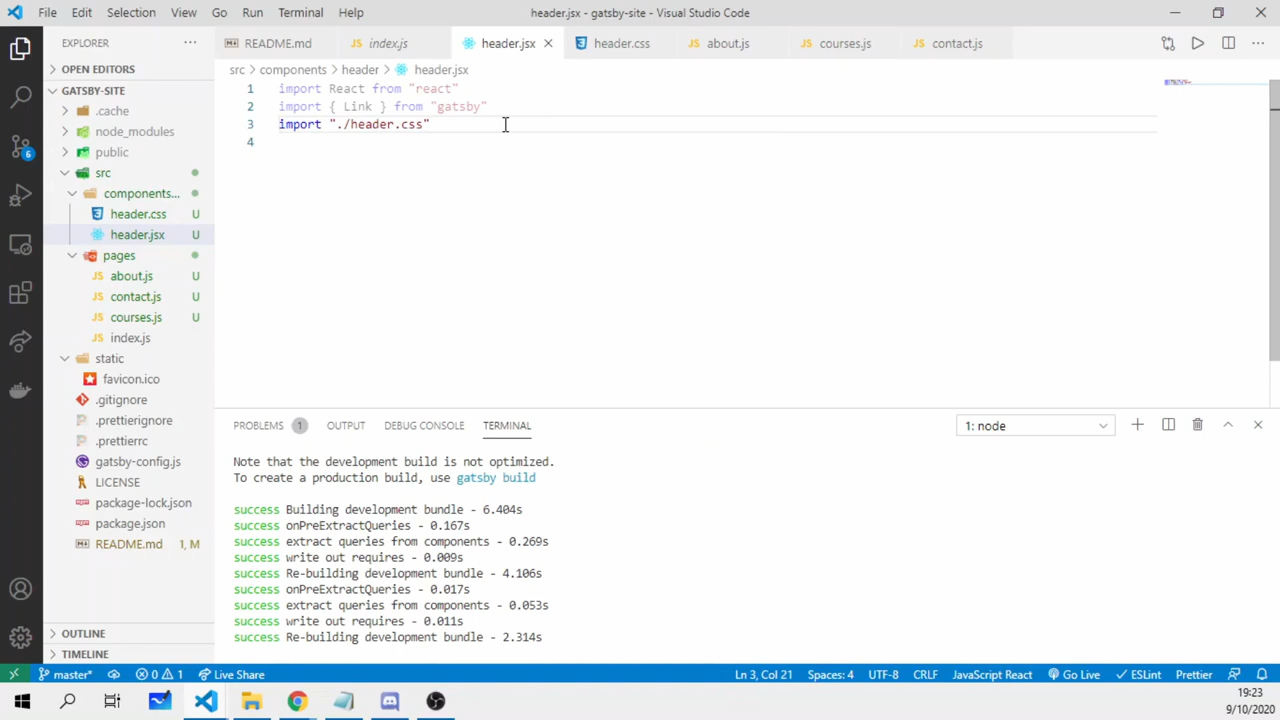 File Edit Selection View Go Run Terminal Help
header.jsx - gatsby-site - Visual Studio Code
EXPLORER
README.md index.js header.jsx header.css about.js courses.js contact.js
OPEN EDITORS
GATSBY-SITE
.cache
node_modules
public
src
components...
header.css U
header.jsx U
pages
about.js U
contact.js U
courses.js U
index.js
static
favicon.ico
.gitignore
.prettierignore
.prettierrc
gatsby-config.js
LICENSE
package-lock.json
package.json
README.md 1, M
OUTLINE
TIMELINE
6
src > components > header > header.jsx
1 import React from "react"
2 import { Link } from "gatsby"
3 import "./header.css"
4
PROBLEMS 1 OUTPUT DEBUG CONSOLE TERMINAL 1: node
Note that the development build is not optimized.
To create a production build, use gatsby build
success Building development bundle - 6.404s
success onPreExtractQueries - 0.167s
success extract queries from components - 0.269s
success write out requires - 0.009s
success Re-building development bundle - 4.106s
success onPreExtractQueries - 0.017s
success extract queries from components - 0.053s
success write out requires - 0.011s
success Re-building development bundle - 2.314s
master* 0 1 Live Share Ln 3, Col 21 Spaces: 4 UTF-8 CRLF JavaScript React Go Live ESLint Prettier
19:23
9/10/2020